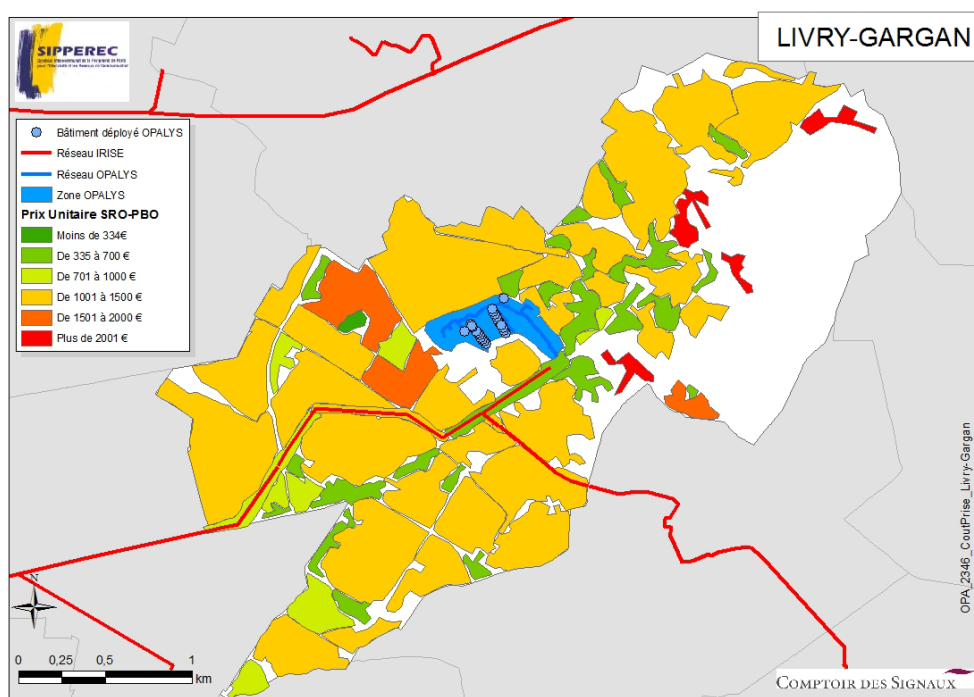 LIVRY-GARGAN
SIPPEREC
Bâtiment déployé OPALYS
Réseau IRISE
Réseau OPALYS
Zone OPALYS
Prix Unitaire SRO-PBO
Moins de 334€
De 335 à 700 €
De 701 à 1000 €
De 1001 à 1500 €
De 1501 à 2000 €
Plus de 2001 €
OPA_2346_CoutPrise_Livry-Gargan
N
0 0,25 0,5 1
km
COMPTOIR DES SIGNAUX